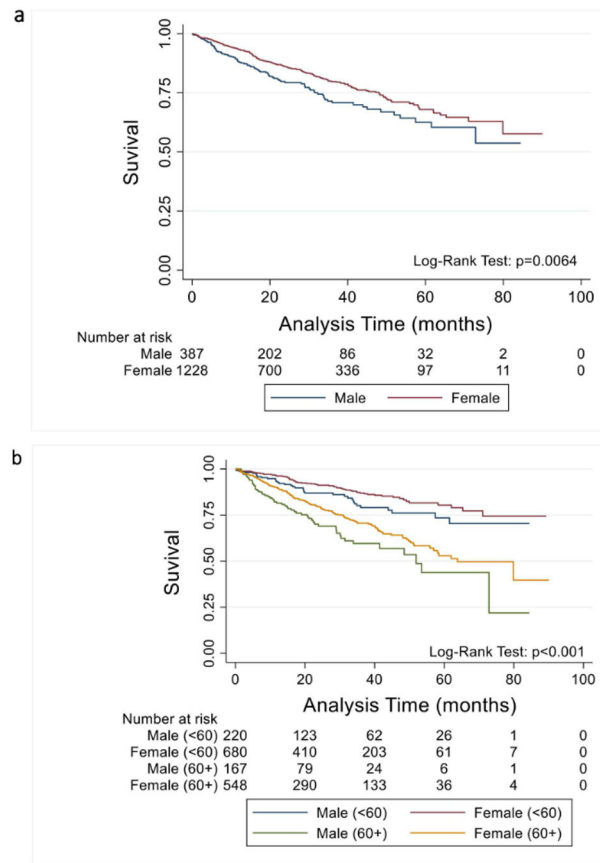 a
Suvival
1.00
0.75
0.50
0.25
0.00
Log-Rank Test: p=0.0064
0 20 40 60 80 100
Analysis Time (months)
Number at risk
Male 387 202 86 32 2 0
Female 1228 700 336 97 11 0
Male Female
b
Suvival
1.00
0.75
0.50
0.25
0.00
Log-Rank Test: p<0.001
0 20 40 60 80 100
Analysis Time (months)
Number at risk
Male (<60) 220 123 62 26 1 0
Female (<60) 680 410 203 61 7 0
Male (60+) 167 79 24 6 1 0
Female (60+) 548 290 133 36 4 0
Male (<60) Female (<60)
Male (60+) Female (60+)